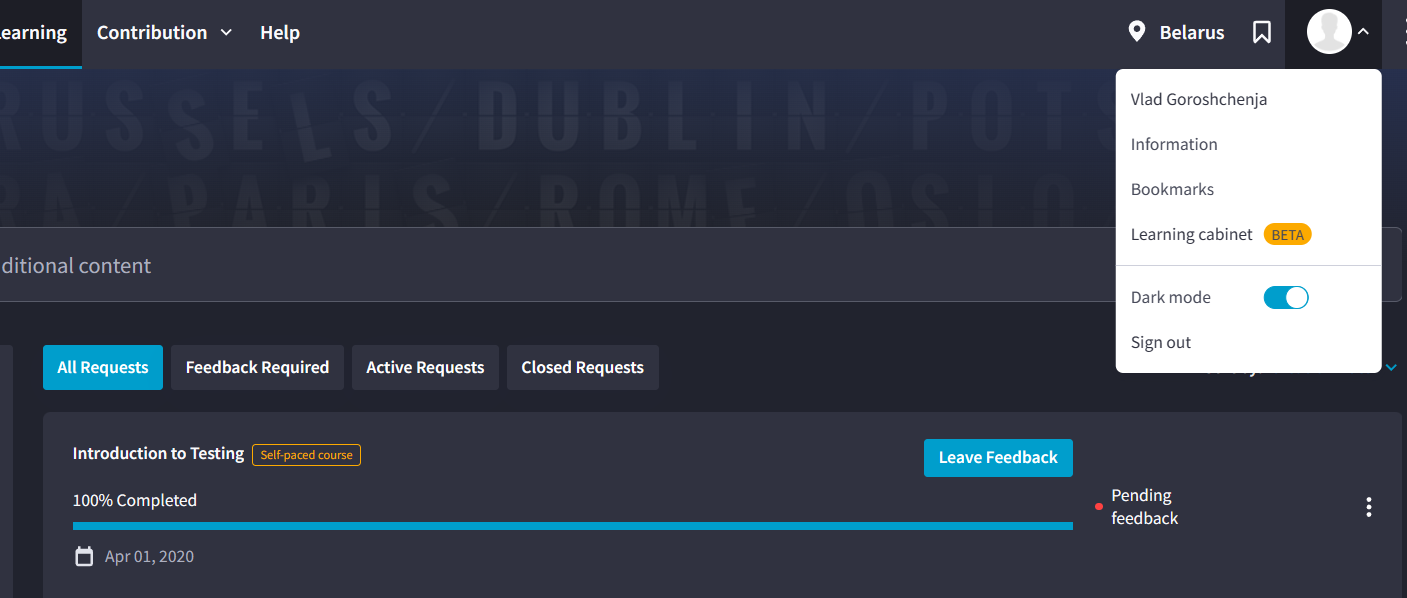 earning
Contribution
Help
Belarus
Vlad Goroshchenja
Information
Bookmarks
Learning cabinet BETA
Dark mode
Sign out
RUSSELS/DUBLIN/POTS
RA/PARIS/ROME/OSLO
ditional content
All Requests
Feedback Required
Active Requests
Closed Requests
Introduction to Testing Self-paced course
Leave Feedback
100% Completed
Pending
feedback
Apr 01, 2020